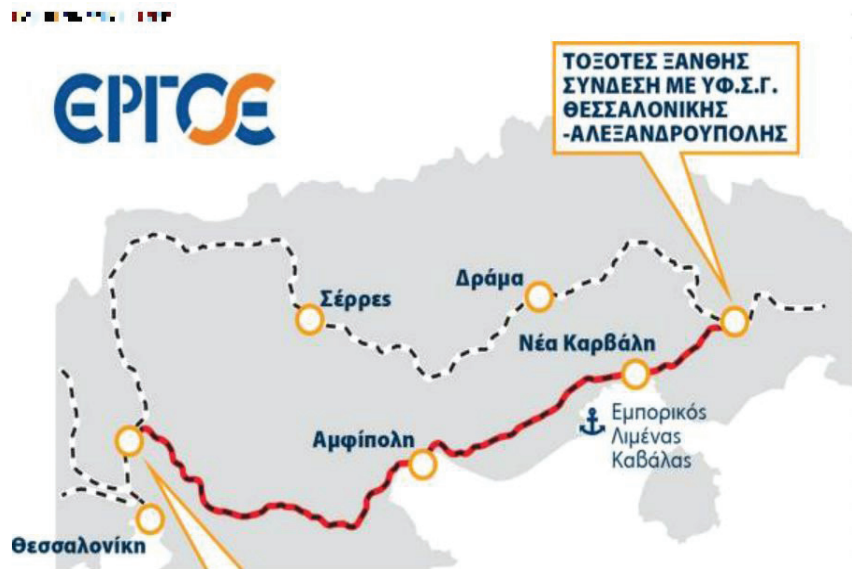 ΕΡΓΟΣΕ
ΤΟΞΟΤΕΣ ΞΑΝΘΗΣ
ΣΥΝΔΕΣΗ ΜΕ ΥΦ.Σ.Γ.
ΘΕΣΣΑΛΟΝΙΚΗΣ
-ΑΛΕΞΑΝΔΡΟΥΠΟΛΗΣ
Δράμα
Σέρρες
Νέα Καρβάλη
Εμπορικός
Λιμένας
Καβάλας
Αμφίπολη
Θεσσαλονίκη